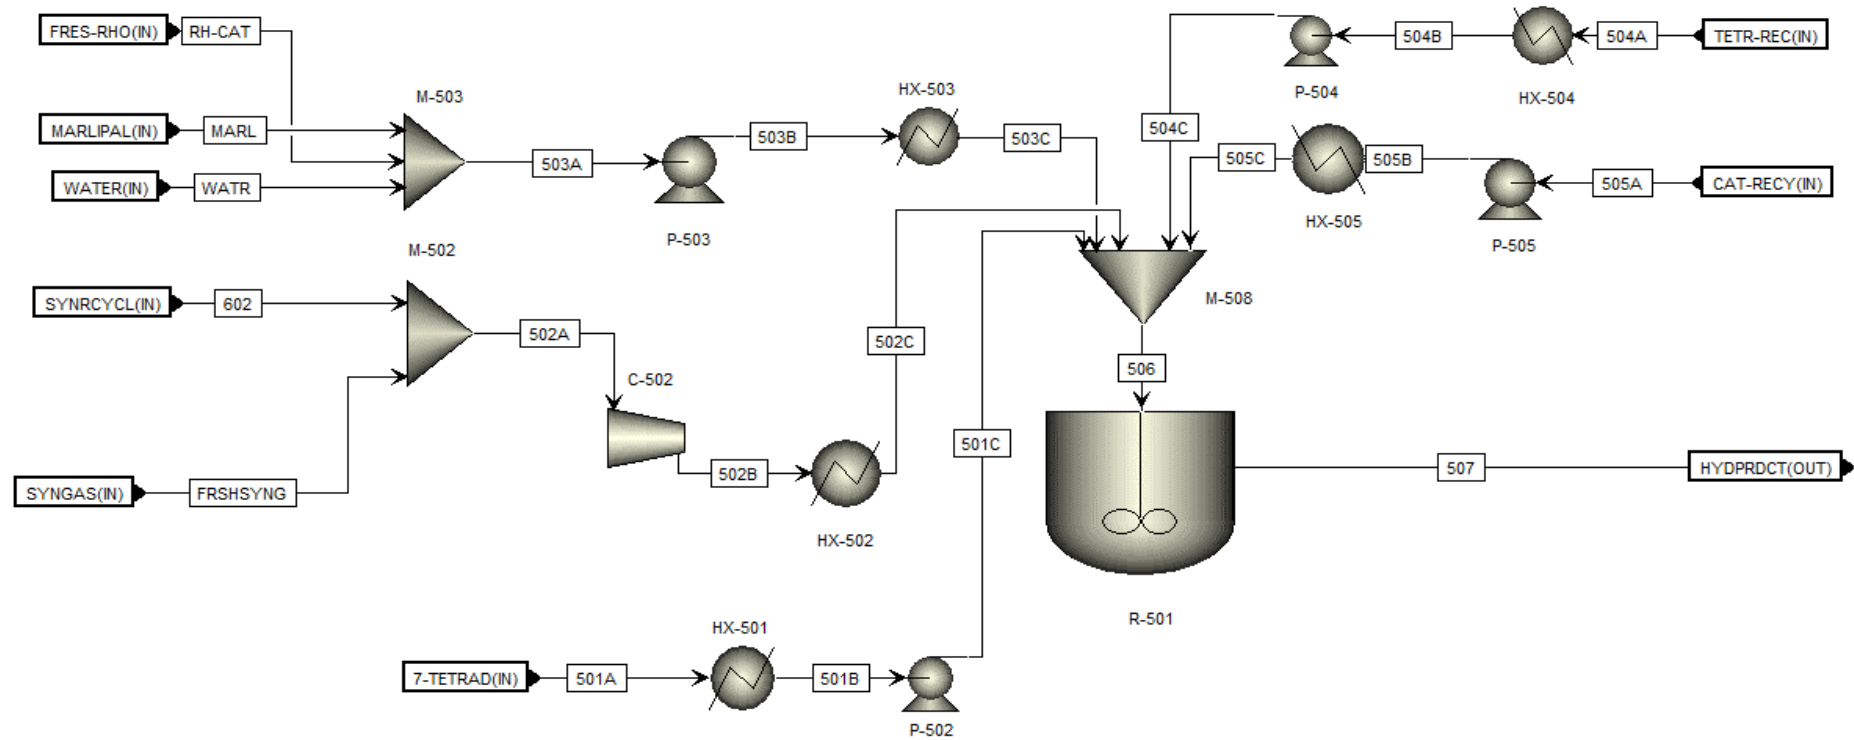 FRES-RHO(IN)
RH-CAT
TETR-REC(IN)
504A
504B
HX-504
P-504
M-503
HX-503
MARLIPAL(IN)
MARL
503A
503B
503C
504C
WATER(IN)
WATR
P-503
505C
505B
505A
CAT-RECY(IN)
HX-505
P-505
M-502
SYNRCYCL(IN)
602
502A
502C
M-508
C-502
506
501C
502B
HX-502
SYNGAS(IN)
FRSHSYNG
507
HYDPRDCT(OUT)
R-501
HX-501
7-TETRAD(IN)
501A
501B
P-502